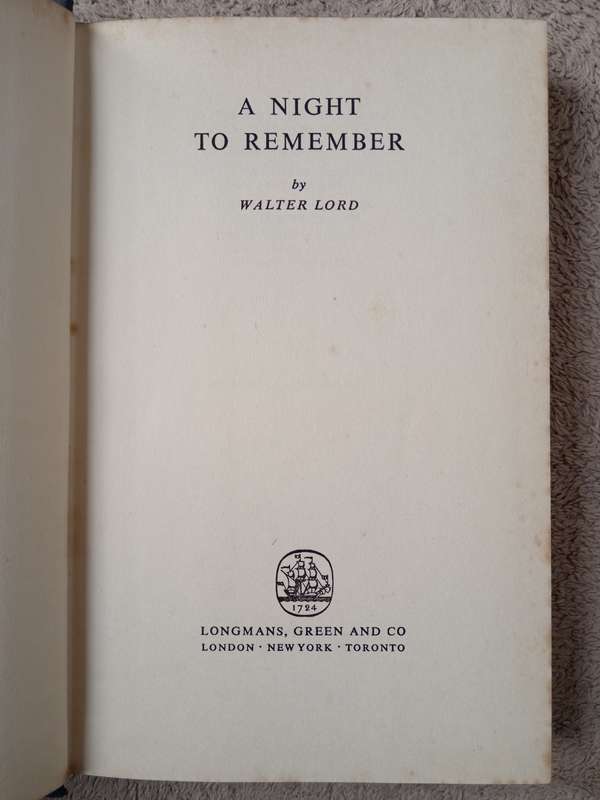 A NIGHT
TO REMEMBER
by
WALTER LORD
1724
LONGMANS, GREEN AND CO
LONDON · NEW YORK · TORONTO